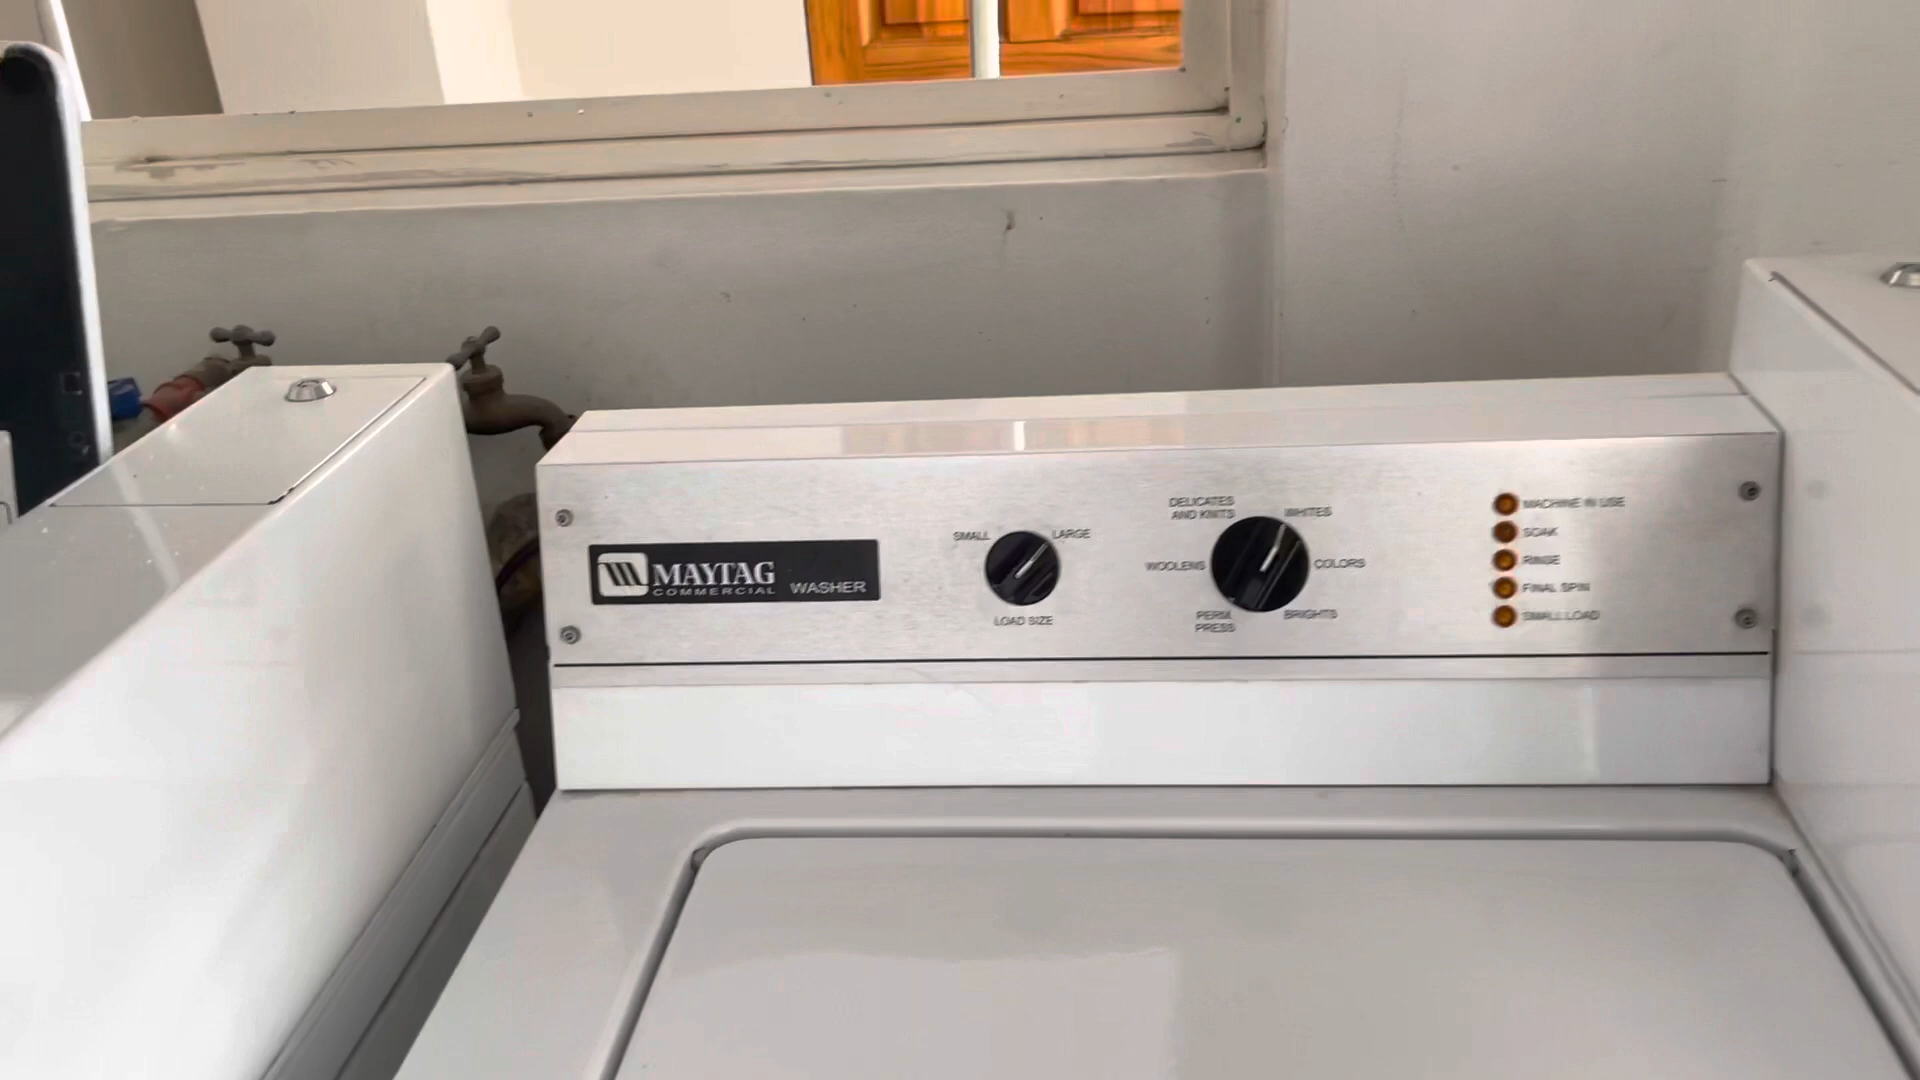 MAYTAG
COMMERCIAL WASHER
SMALL
LARGE
LOAD SIZE
DELICATES
AND KNITS
WHITES
WOOLENS
COLORS
PERM.
PRESS
BRIGHTS
MACHINE IN USE
SOAK
RINSE
FINAL SPIN
SMALL LOAD